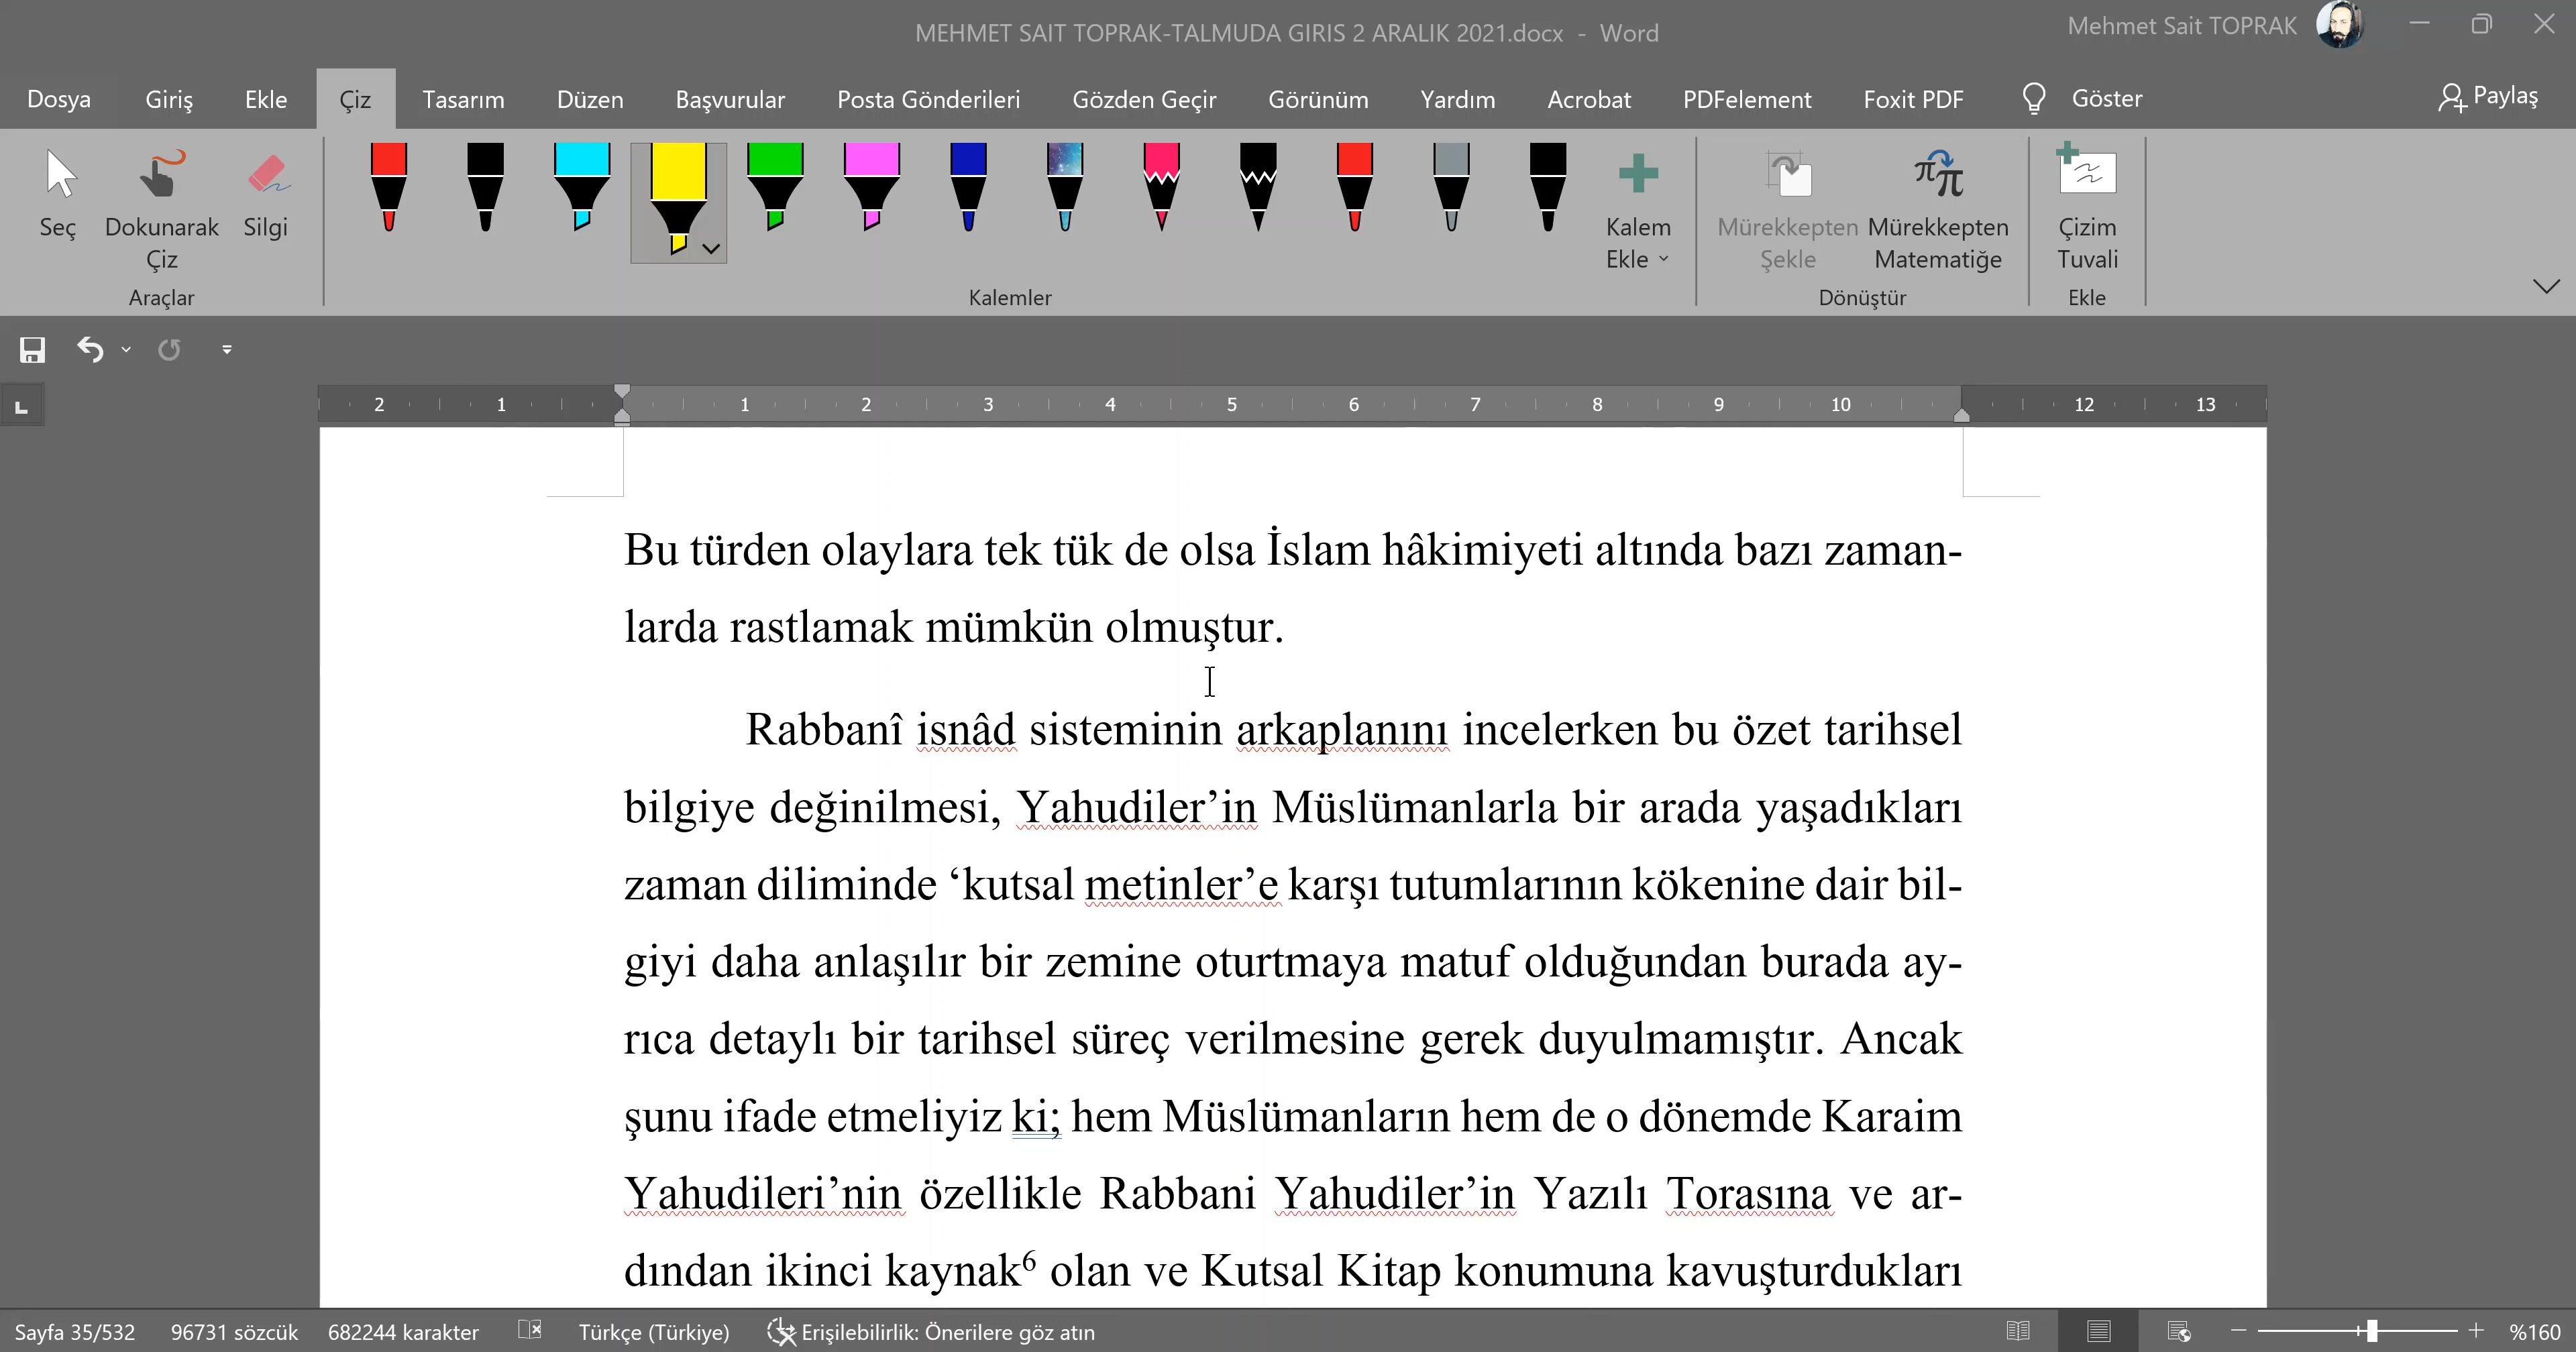 MEHMET SAIT TOPRAK-TALMUDA GIRIS 2 ARALIK 2021.docx - Word
Mehmet Sait TOPRAK
Dosya Giriş Ekle Çiz Tasarım Düzen Başvurular Posta Gönderileri Gözden Geçir Görünüm Yardım Acrobat PDFelement Foxit PDF Göster Paylaş
Seç
Dokunarak
Çiz
Silgi
Araçlar
Kalemler
Kalem
Ekle
Mürekkepten
Şekle
Mürekkepten
Matematiğe
Dönüştür
Çizim
Tuvali
Ekle
2 1 1 2 3 4 5 6 7 8 9 10 12 13
Bu türden olaylara tek tük de olsa İslam hâkimiyeti altında bazı zaman-
larda rastlamak mümkün olmuştur.
Rabbanî isnâd sisteminin arkaplanını incelerken bu özet tarihsel
bilgiye değinilmesi, Yahudiler’in Müslümanlarla bir arada yaşadıkları
zaman diliminde ‘kutsal metinler’e karşı tutumlarının kökenine dair bil-
giyi daha anlaşılır bir zemine oturtmaya matuf olduğundan burada ay-
rıca detaylı bir tarihsel süreç verilmesine gerek duyulmamıştır. Ancak
şunu ifade etmeliyiz ki; hem Müslümanların hem de o dönemde Karaim
Yahudileri’nin özellikle Rabbani Yahudiler’in Yazılı Torasına ve ar-
dından ikinci kaynak⁶ olan ve Kutsal Kitap konumuna kavuşturdukları
Sayfa 35/532 96731 sözcük 682244 karakter Türkçe (Türkiye) Erişilebilirlik: Önerilere göz atın %160